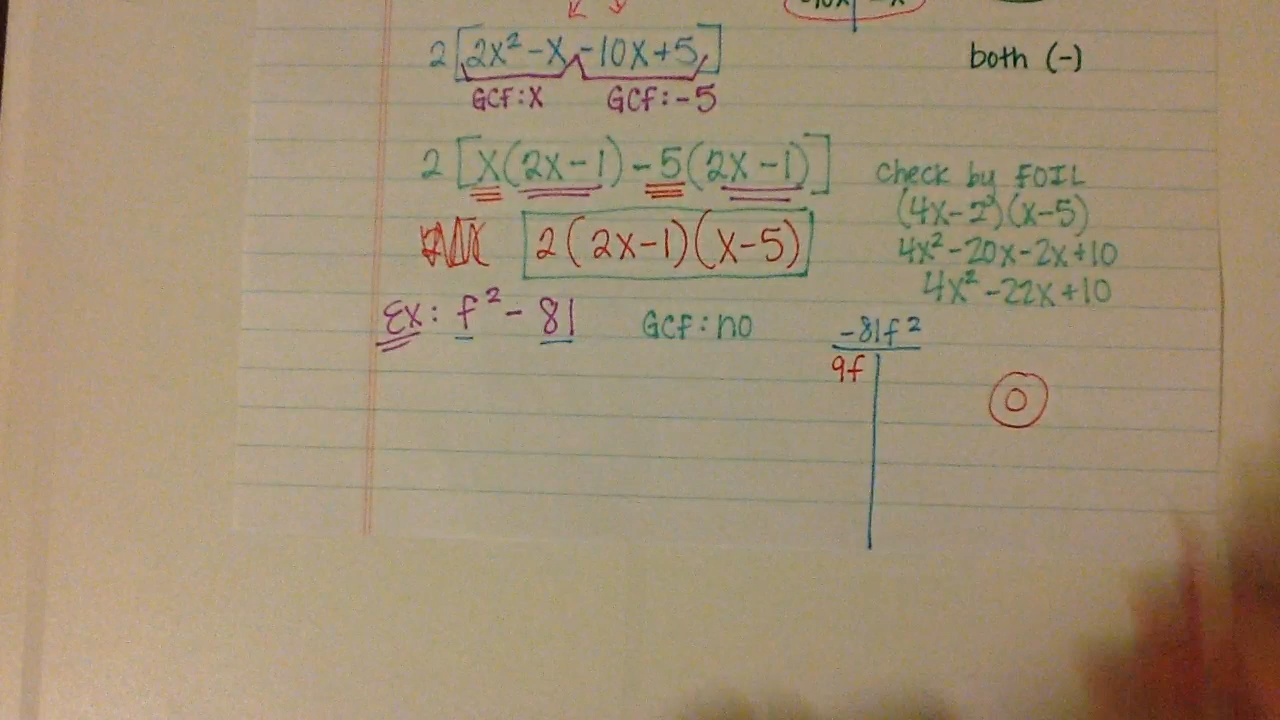 2[2x² - x - 10x + 5]
both (-)
GCF: x GCF: -5
2[x(2x-1) - 5(2x-1)]
check by FOIL
(4x-2)(x-5)
2(2x-1)(x-5)
4x² - 20x - 2x + 10
4x² - 22x + 10
Ex: f² - 81 GCF: no
-81f²
9f
0